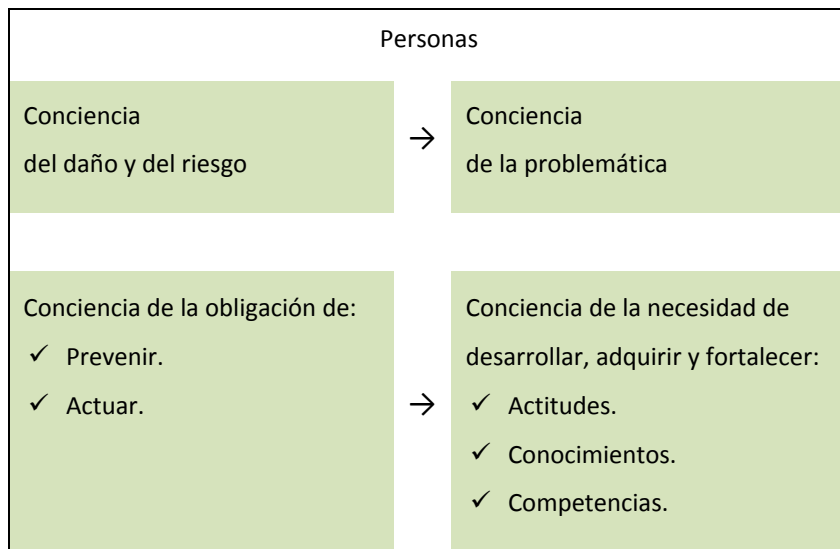 Personas
Conciencia
del daño y del riesgo
→
Conciencia
de la problemática
Conciencia de la obligación de:
✓ Prevenir.
✓ Actuar.
→
Conciencia de la necesidad de
desarrollar, adquirir y fortalecer:
✓ Actitudes.
✓ Conocimientos.
✓ Competencias.